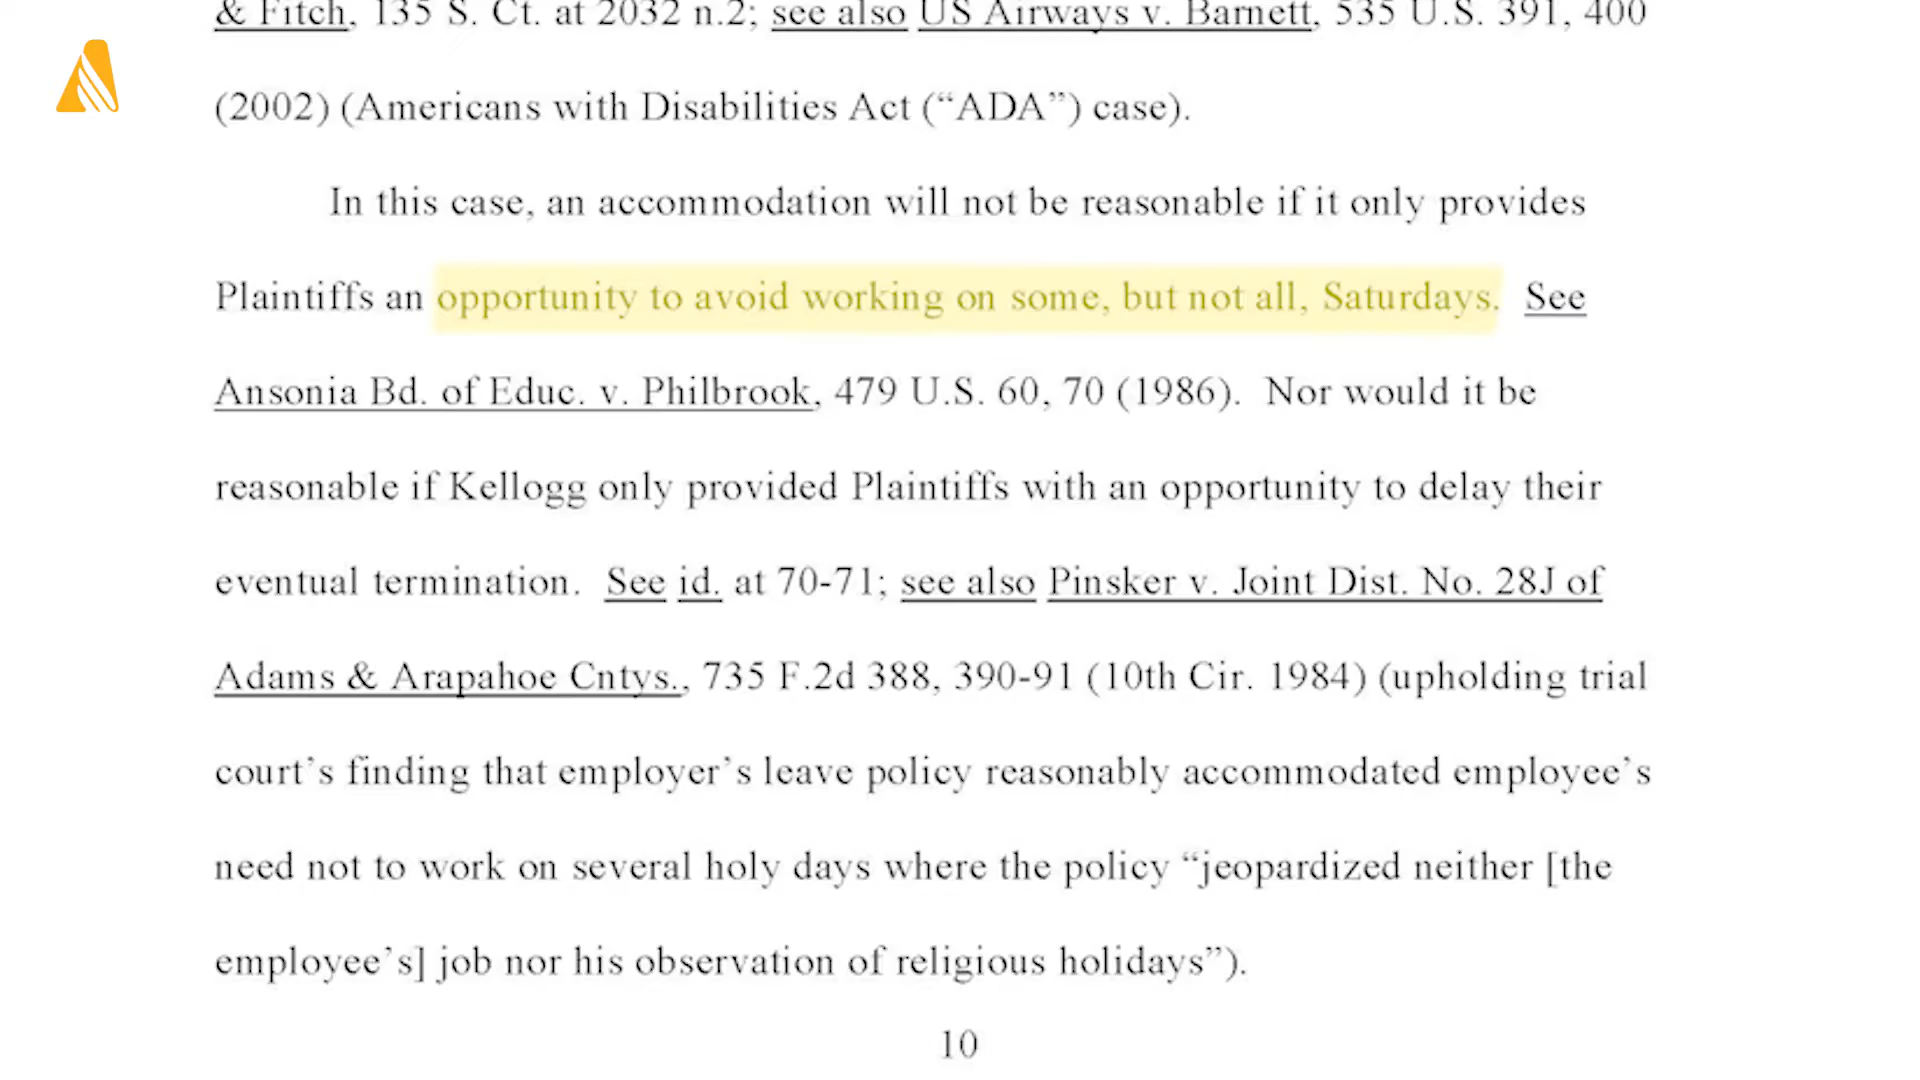 & Fitch, 135 S. Ct. at 2032 n.2; see also US Airways v. Barnett, 535 U.S. 391, 400
(2002) (Americans with Disabilities Act (“ADA”) case).
In this case, an accommodation will not be reasonable if it only provides
Plaintiffs an opportunity to avoid working on some, but not all, Saturdays. See
Ansonia Bd. of Educ. v. Philbrook, 479 U.S. 60, 70 (1986). Nor would it be
reasonable if Kellogg only provided Plaintiffs with an opportunity to delay their
eventual termination. See id. at 70-71; see also Pinsker v. Joint Dist. No. 28J of
Adams & Arapahoe Cntys., 735 F.2d 388, 390-91 (10th Cir. 1984) (upholding trial
court’s finding that employer’s leave policy reasonably accommodated employee’s
need not to work on several holy days where the policy “jeopardized neither [the
employee’s] job nor his observation of religious holidays”).
10